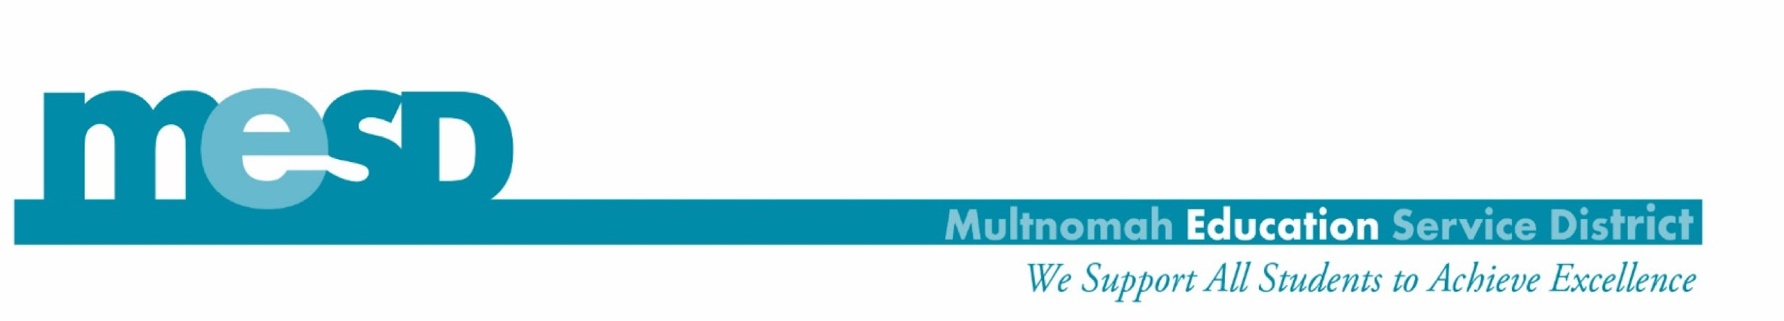 mesD
Multnomah Education Service District
We Support All Students to Achieve Excellence